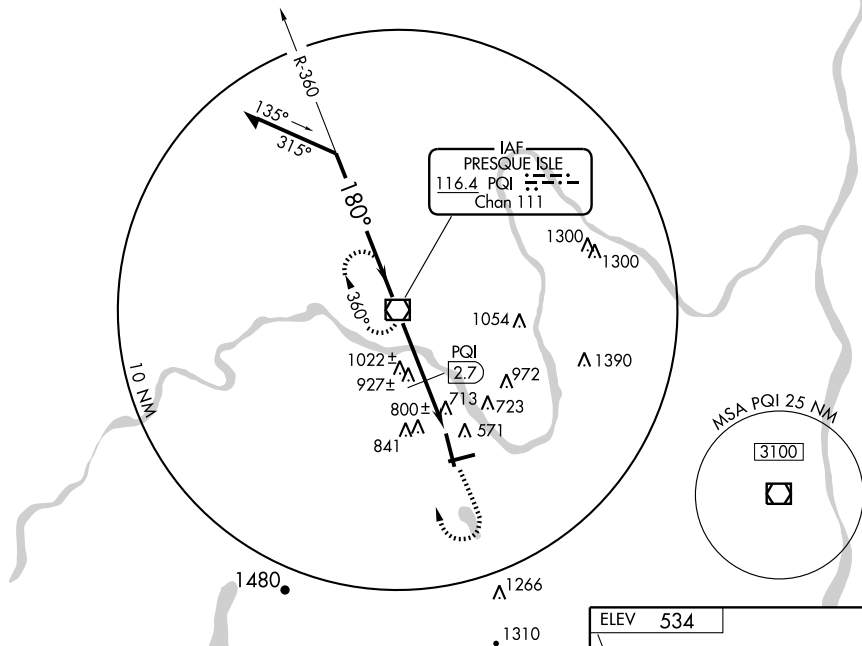 R-360
135°
315°
180°
IAF
PRESQUE ISLE
116.4 PQI
Chan 111
1300
1300
360°
1054
1022 ±
927±
PQI
2.7
972
1390
10 NM
800±
713
723
841
571
MSA PQI 25 NM
3100
1480
1266
1310
ELEV 534